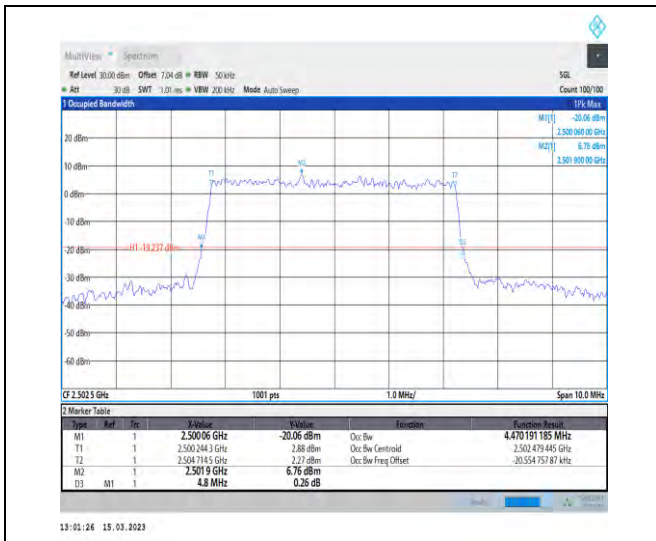 MultiView Spectrum
Ref Level 30.00 dBm Offset 7.04 dB RBW 50 kHz SGL
Att 30 dB SWT 1.01 ms VBW 200 kHz Mode Auto Sweep Count 100/100
1 Occupied Bandwidth 1Pk Max
M1[1] -20.06 dBm
2.500 060 00 GHz
M2[1] 6.76 dBm
2.501 900 00 GHz
20 dBm
10 dBm
0 dBm
-10 dBm
-20 dBm
H1 -19.237 dBm
-30 dBm
-40 dBm
-50 dBm
-60 dBm
T1
M2
T2
D3
CF 2.502 5 GHz 1001 pts 1.0 MHz/ Span 10.0 MHz
2 Marker Table
Type Ref Trc X-Value Y-Value Function Function Result
M1 1 2.500 06 GHz -20.06 dBm Occ Bw 4.470 191 185 MHz
T1 1 2.500 244 3 GHz 2.88 dBm Occ Bw Centroid 2.502 479 445 GHz
T2 1 2.504 714 5 GHz 2.27 dBm Occ Bw Freq Offset -20.554 757 87 kHz
M2 1 2.501 9 GHz 6.76 dBm
D3 M1 1 4.8 MHz 0.26 dB
13:01:26 15.03.2023